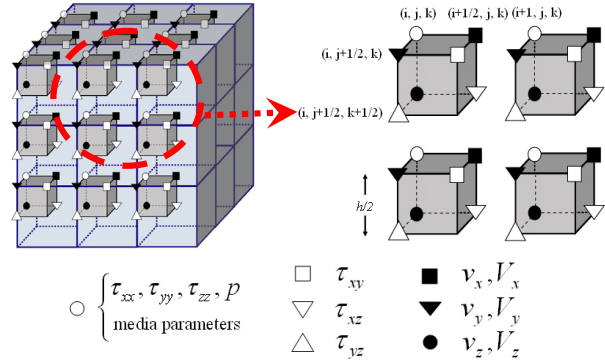 (i, j, k) (i+1/2, j, k) (i+1, j, k)
(i, j+1/2, k)
(i, j+1/2, k+1/2)
h/2
τxx, τyy, τzz, p
media parameters
τxy
τxz
τyz
vx, Vx
vy, Vy
vz, Vz